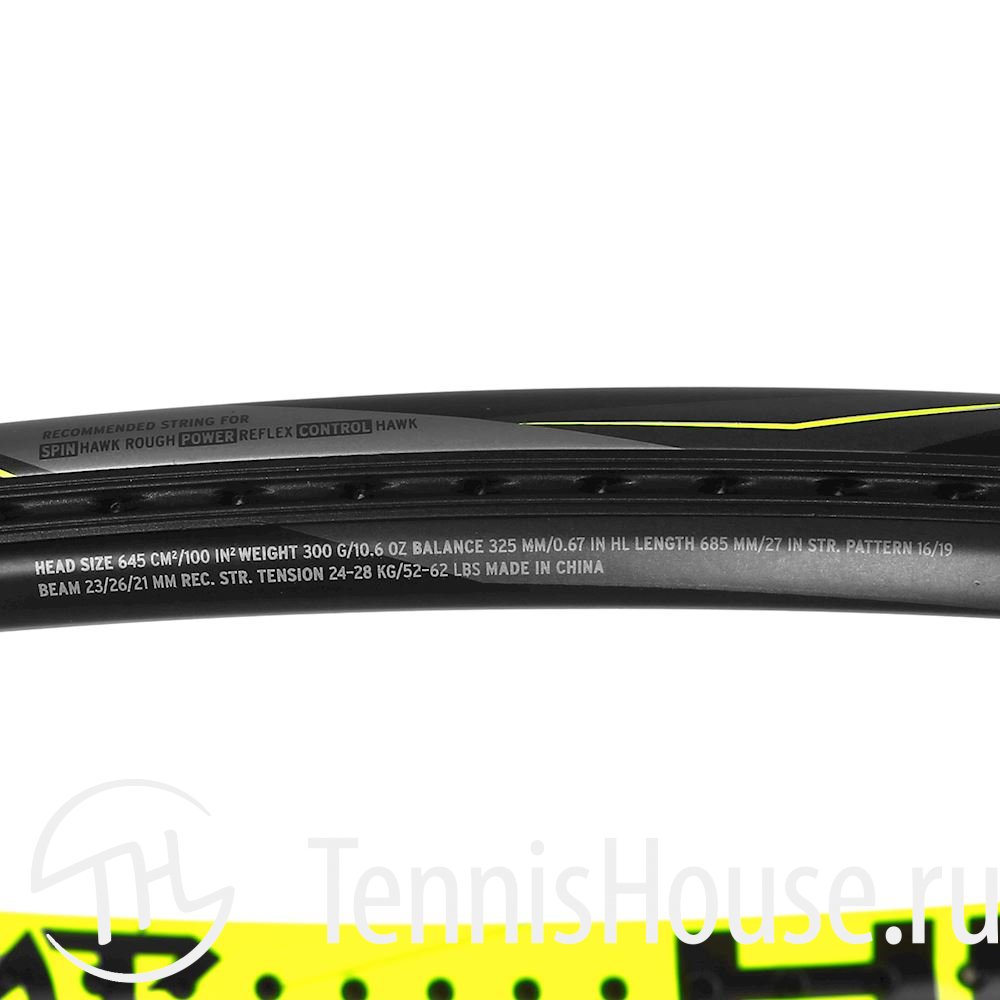 RECOMMENDED STRING FOR
SPIN HAWK ROUGH POWER REFLEX CONTROL HAWK
HEAD SIZE 645 CM²/100 IN² WEIGHT 300 G/10.6 OZ BALANCE 325 MM/0.67 IN HL LENGTH 685 MM/27 IN STR. PATTERN 16/19
BEAM 23/26/21 MM REC. STR. TENSION 24-28 KG/52-62 LBS MADE IN CHINA
TH TennisHouse.ru